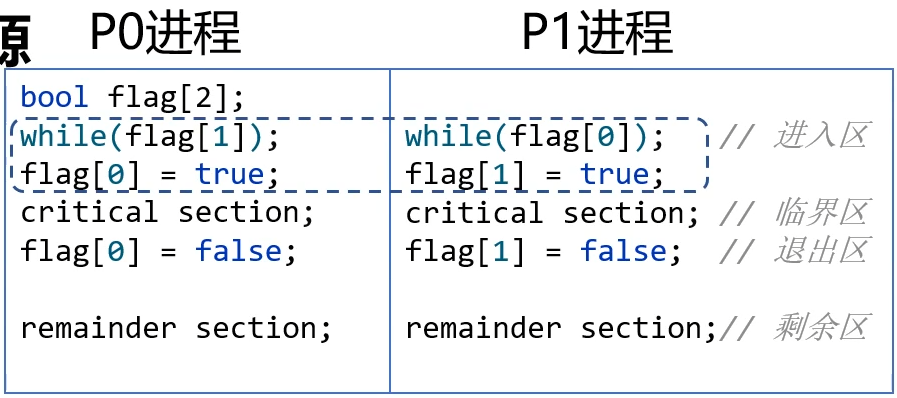 源 P0进程 P1进程
bool flag[2];
while(flag[1]); while(flag[0]); // 进入区
flag[0] = true; flag[1] = true;
critical section; critical section; // 临界区
flag[0] = false; flag[1] = false; // 退出区
remainder section; remainder section;// 剩余区